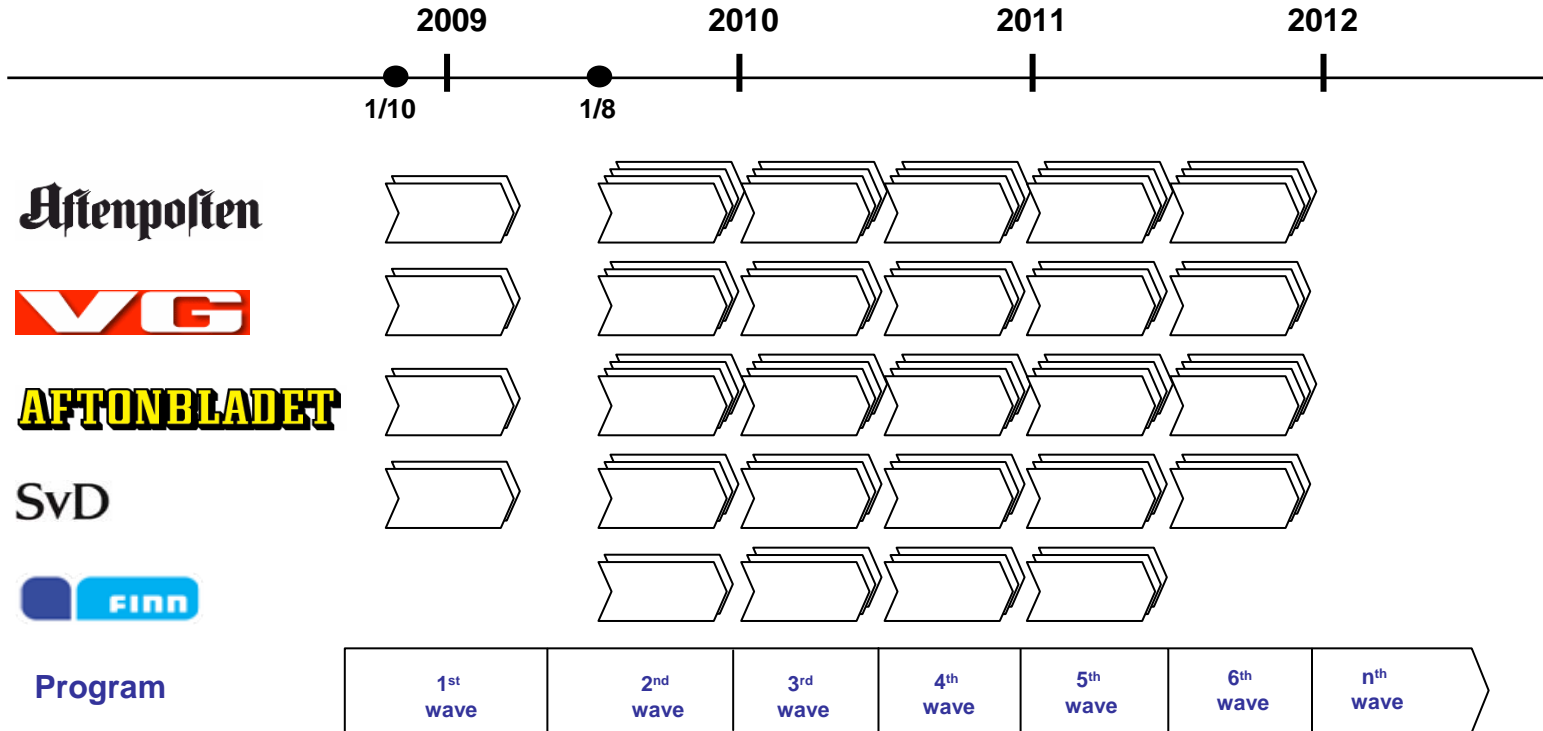 2009 2010 2011 2012
1/10 1/8
Aftenposten
VG
AFTONBLADET
SvD
FINN
Program 1st wave 2nd wave 3rd wave 4th wave 5th wave 6th wave nth wave